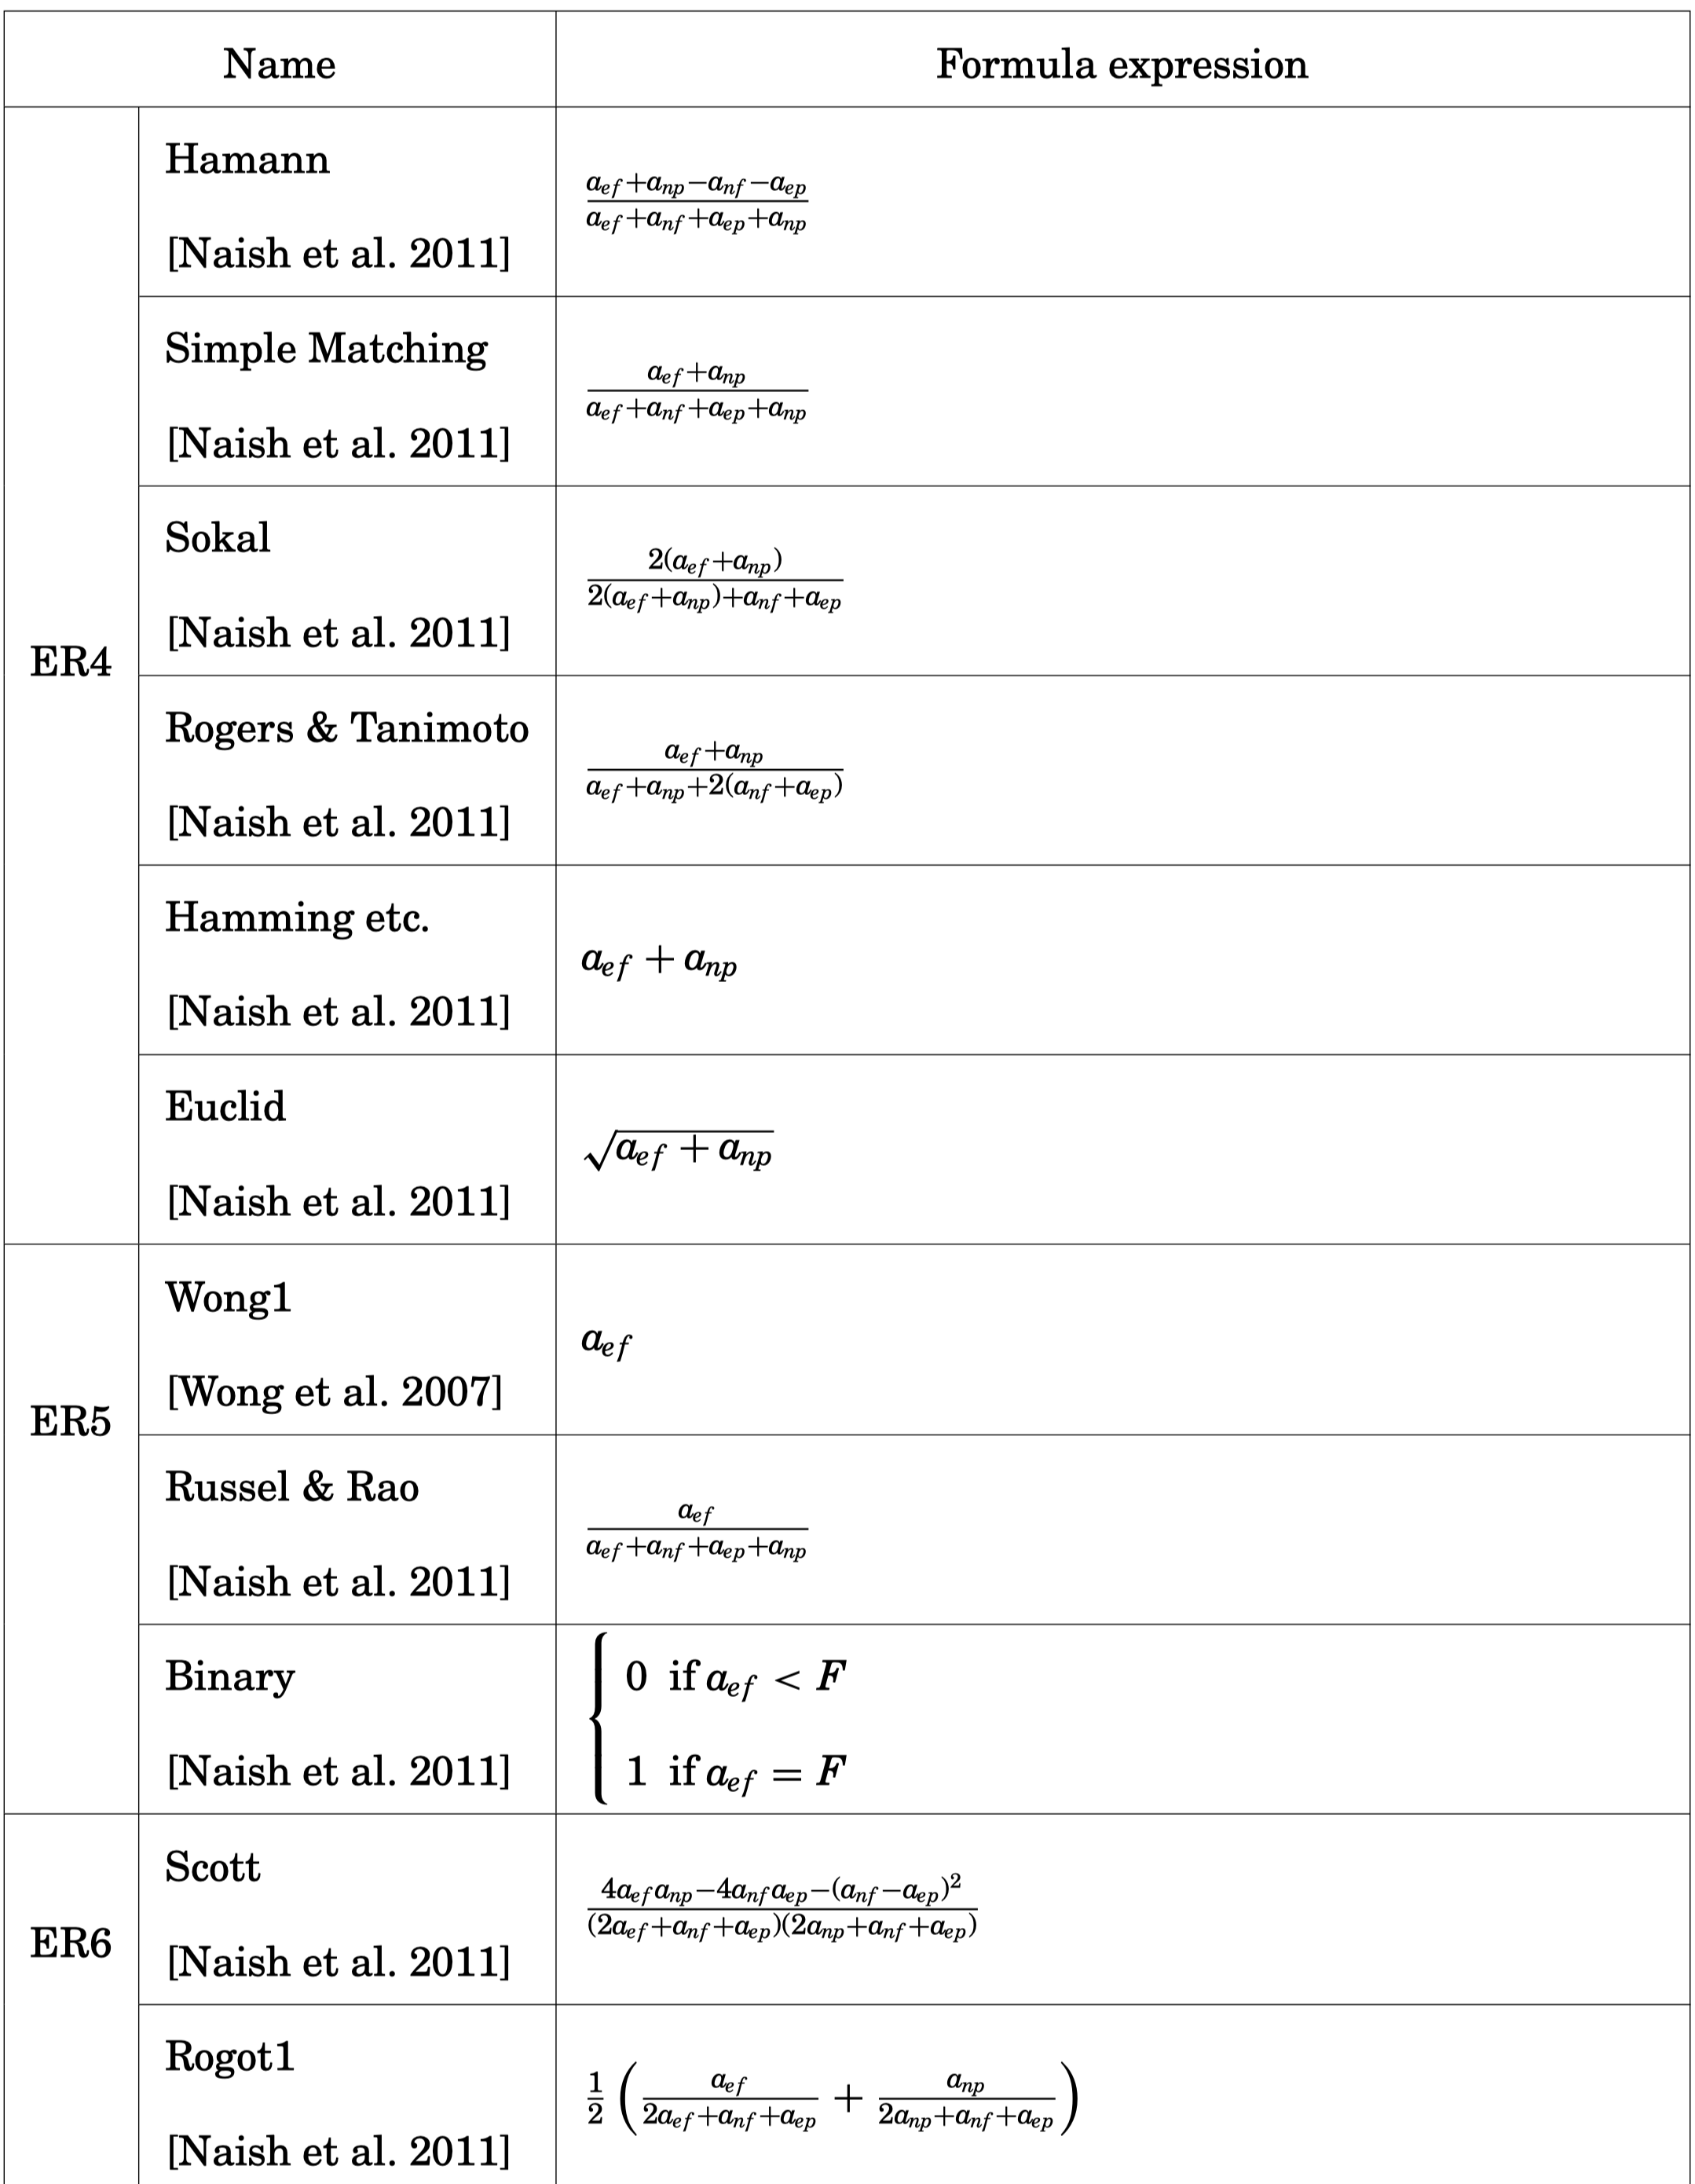 Name Formula expression
ER4
Hamann
[Naish et al. 2011]
\frac{a_{ef}+a_{np}-a_{nf}-a_{ep}}{a_{ef}+a_{nf}+a_{ep}+a_{np}}
Simple Matching
[Naish et al. 2011]
\frac{a_{ef}+a_{np}}{a_{ef}+a_{nf}+a_{ep}+a_{np}}
Sokal
[Naish et al. 2011]
\frac{2(a_{ef}+a_{np})}{2(a_{ef}+a_{np})+a_{nf}+a_{ep}}
Rogers & Tanimoto
[Naish et al. 2011]
\frac{a_{ef}+a_{np}}{a_{ef}+a_{np}+2(a_{nf}+a_{ep})}
Hamming etc.
[Naish et al. 2011]
a_{ef} + a_{np}
Euclid
[Naish et al. 2011]
\sqrt{a_{ef} + a_{np}}
ER5
Wong1
[Wong et al. 2007]
a_{ef}
Russel & Rao
[Naish et al. 2011]
\frac{a_{ef}}{a_{ef}+a_{nf}+a_{ep}+a_{np}}
Binary
[Naish et al. 2011]
0 if a_{ef} < F
1 if a_{ef} = F
ER6
Scott
[Naish et al. 2011]
\frac{4a_{ef}a_{np}-4a_{nf}a_{ep}-(a_{nf}-a_{ep})^2}{(2a_{ef}+a_{nf}+a_{ep})(2a_{np}+a_{nf}+a_{ep})}
Rogot1
[Naish et al. 2011]
\frac{1}{2}\left(\frac{a_{ef}}{2a_{ef}+a_{nf}+a_{ep}} + \frac{a_{np}}{2a_{np}+a_{nf}+a_{ep}}\right)